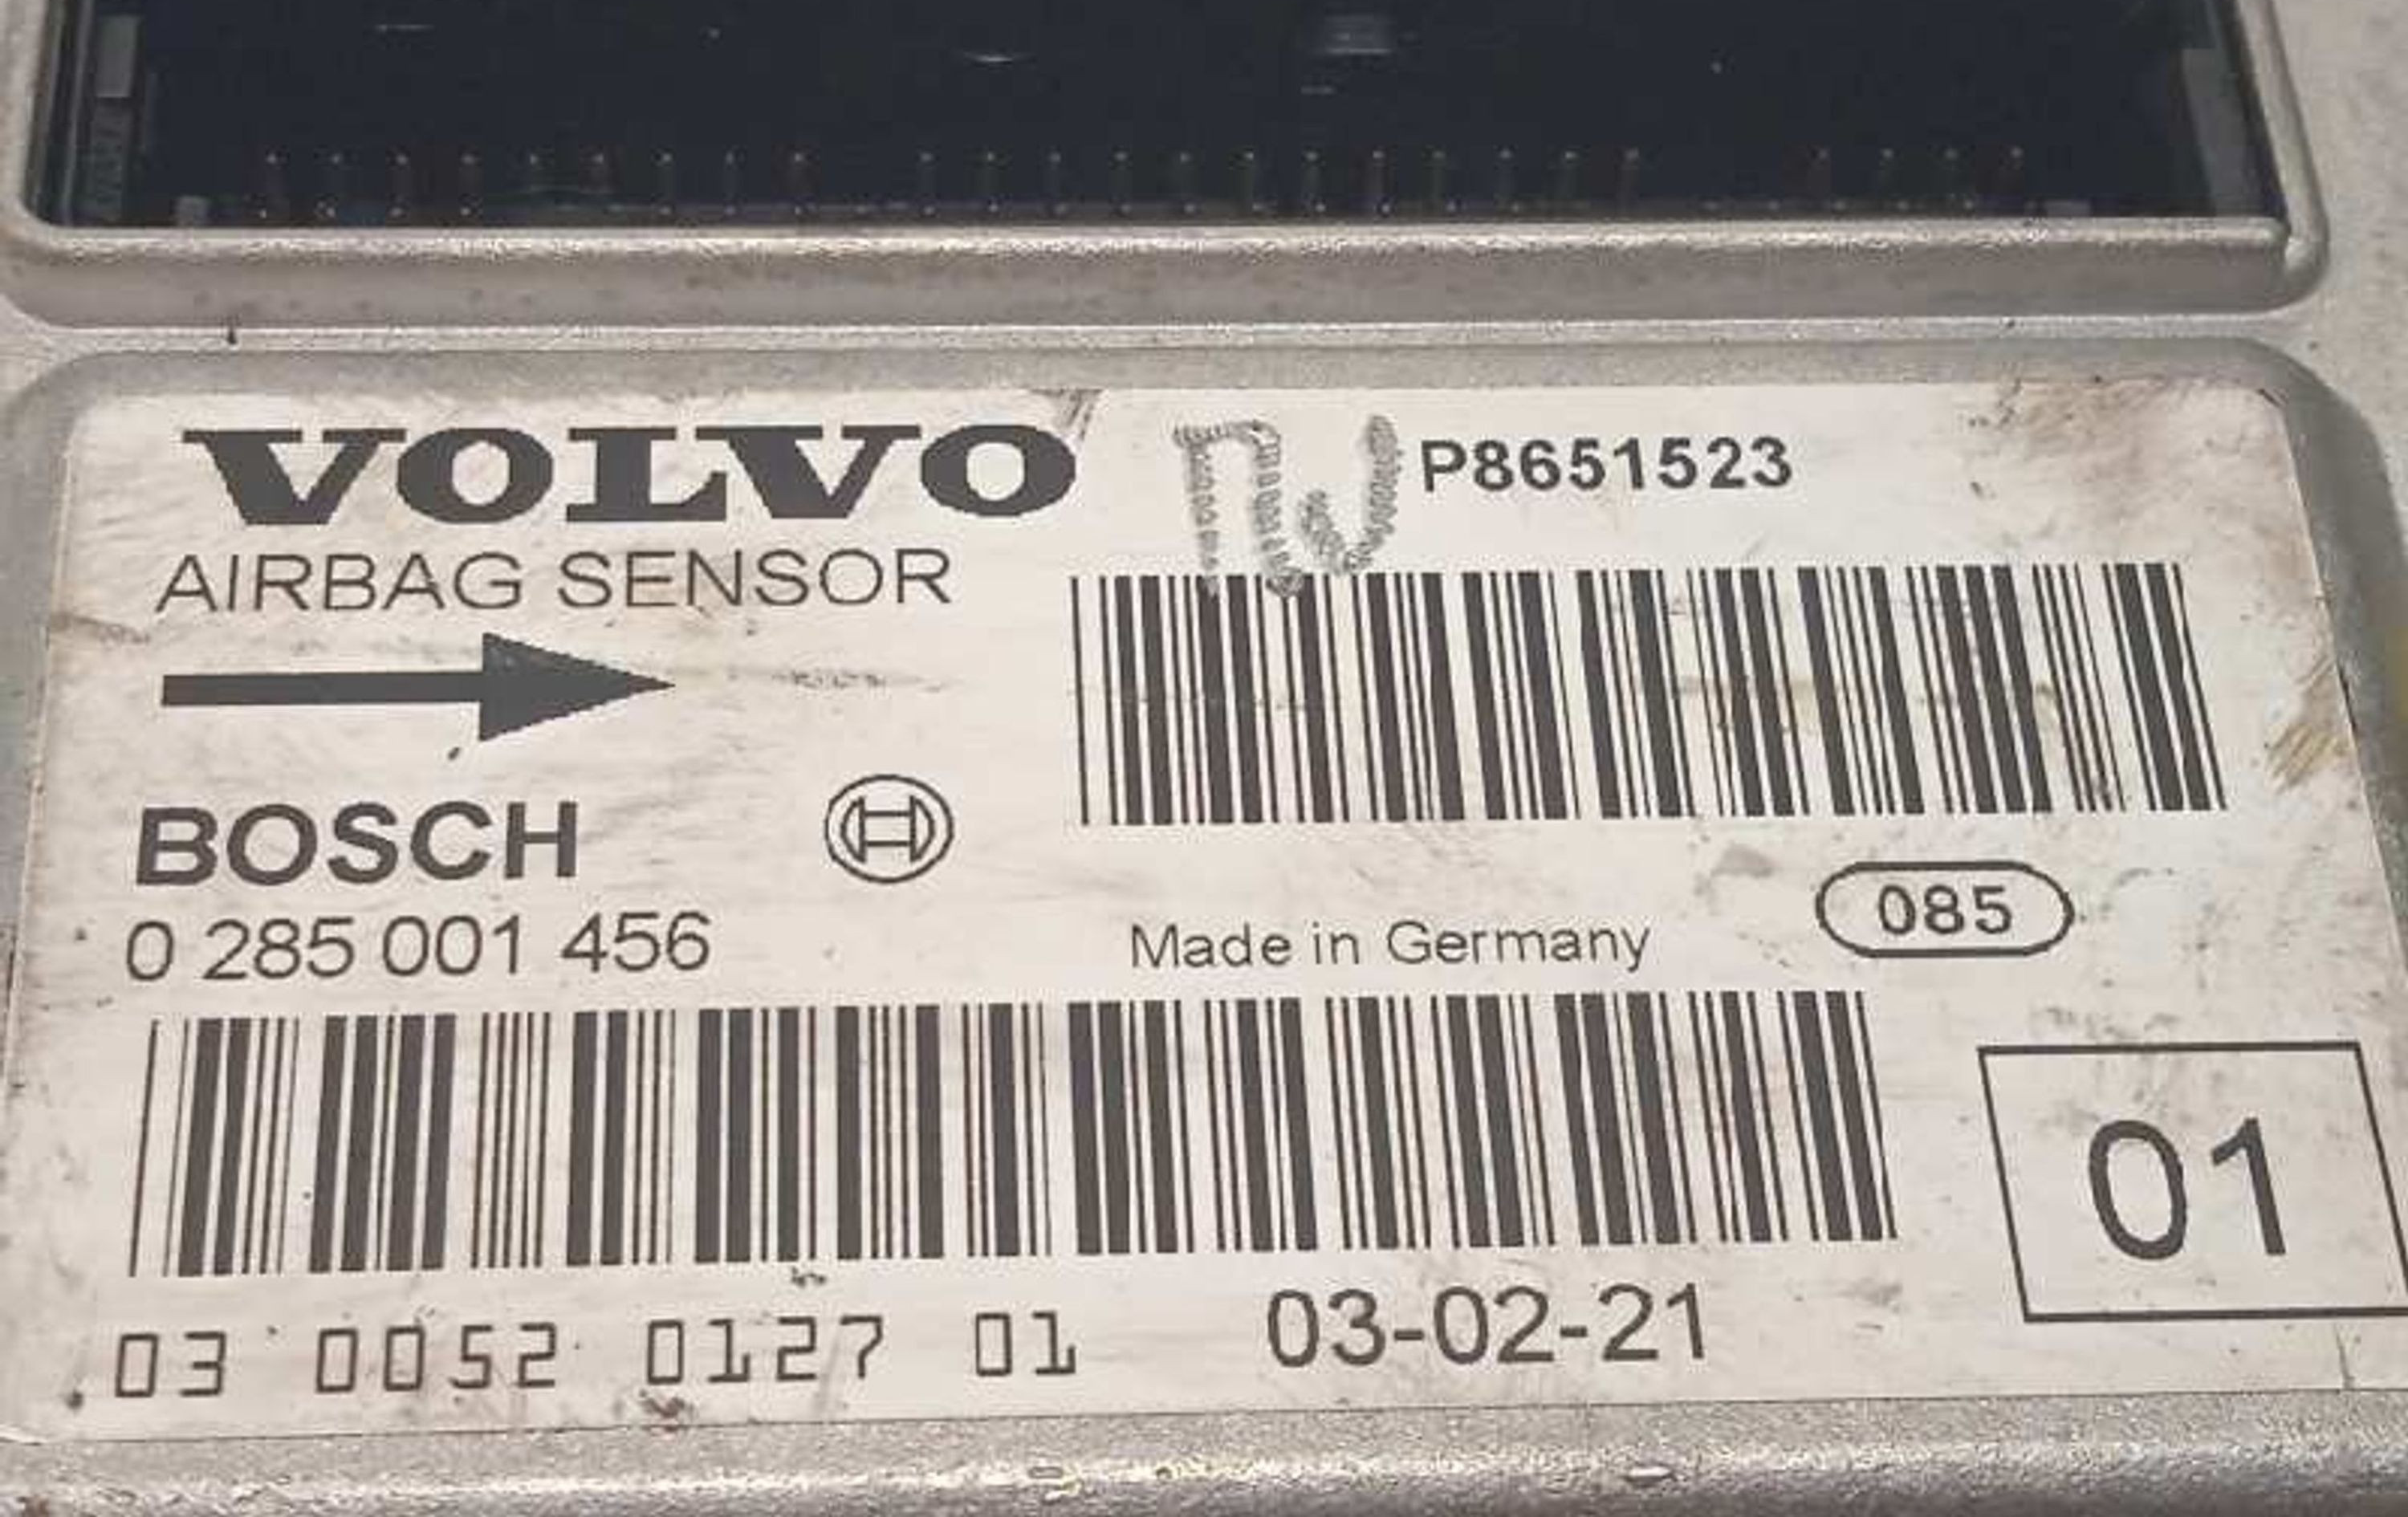 VOLVO
P8651523
AIRBAG SENSOR
BOSCH
0 285 001 456
Made in Germany
085
01
03 0052 0127 01
03-02-21